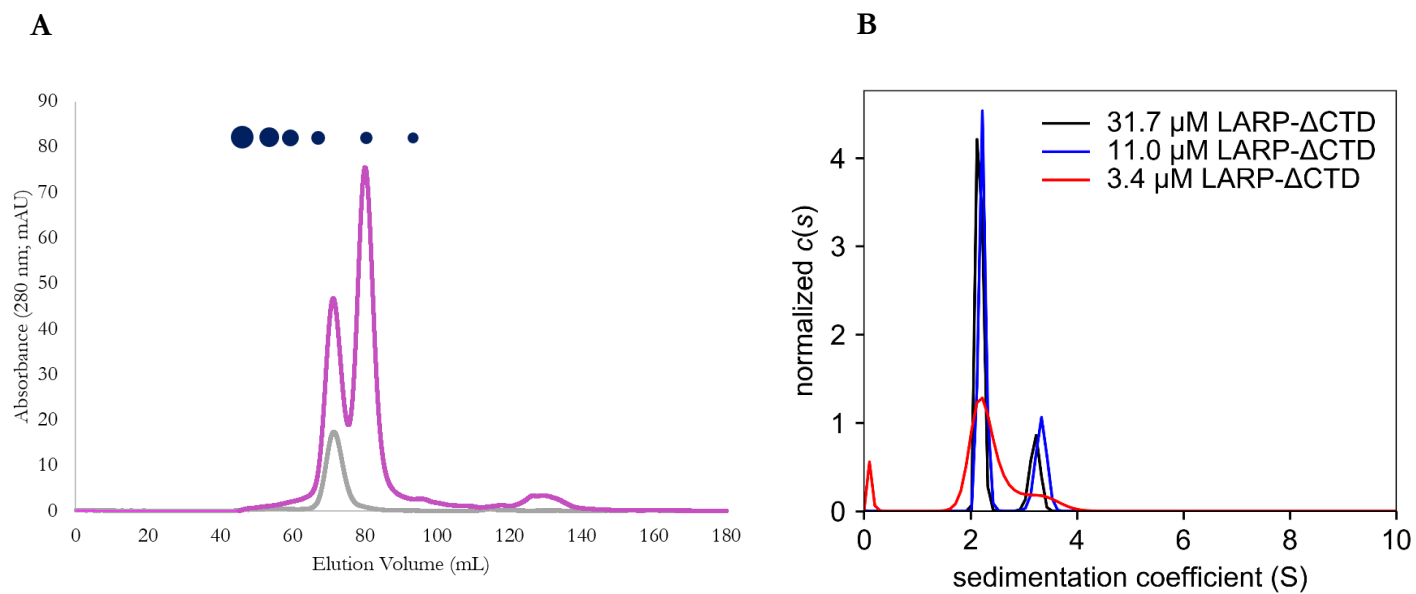 A
Absorbance (280 nm; mAU)
90
80
70
60
50
40
30
20
10
0
0 20 40 60 80 100 120 140 160 180
Elution Volume (mL)
B
normalized c(s)
4
3
2
1
0
31.7 µM LARP-ΔCTD
11.0 µM LARP-ΔCTD
3.4 µM LARP-ΔCTD
0 2 4 6 8 10
sedimentation coefficient (S)